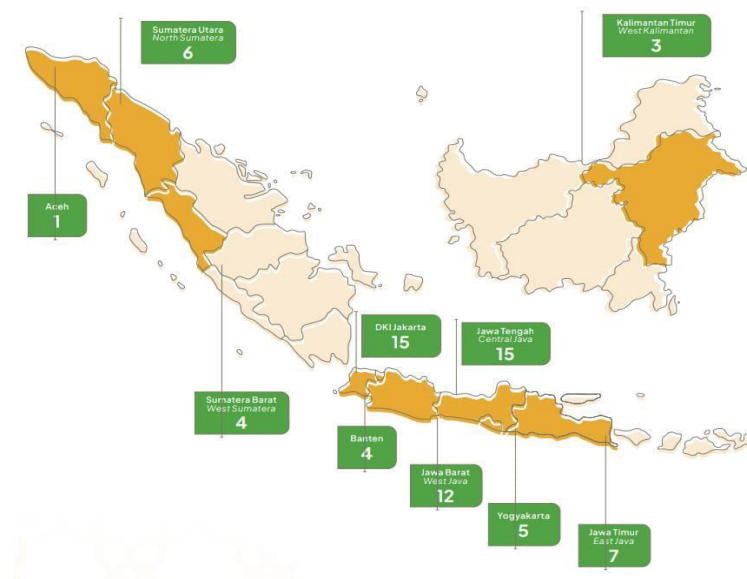 Sumatera Utara
North Sumatera
6
Kalimantan Timur
West Kalimantan
3
Aceh
1
DKI Jakarta
15
Jawa Tengah
Central Java
15
Sumatera Barat
West Sumatera
4
Banten
4
Jawa Barat
West Java
12
Yogyakarta
5
Jawa Timur
East Java
7